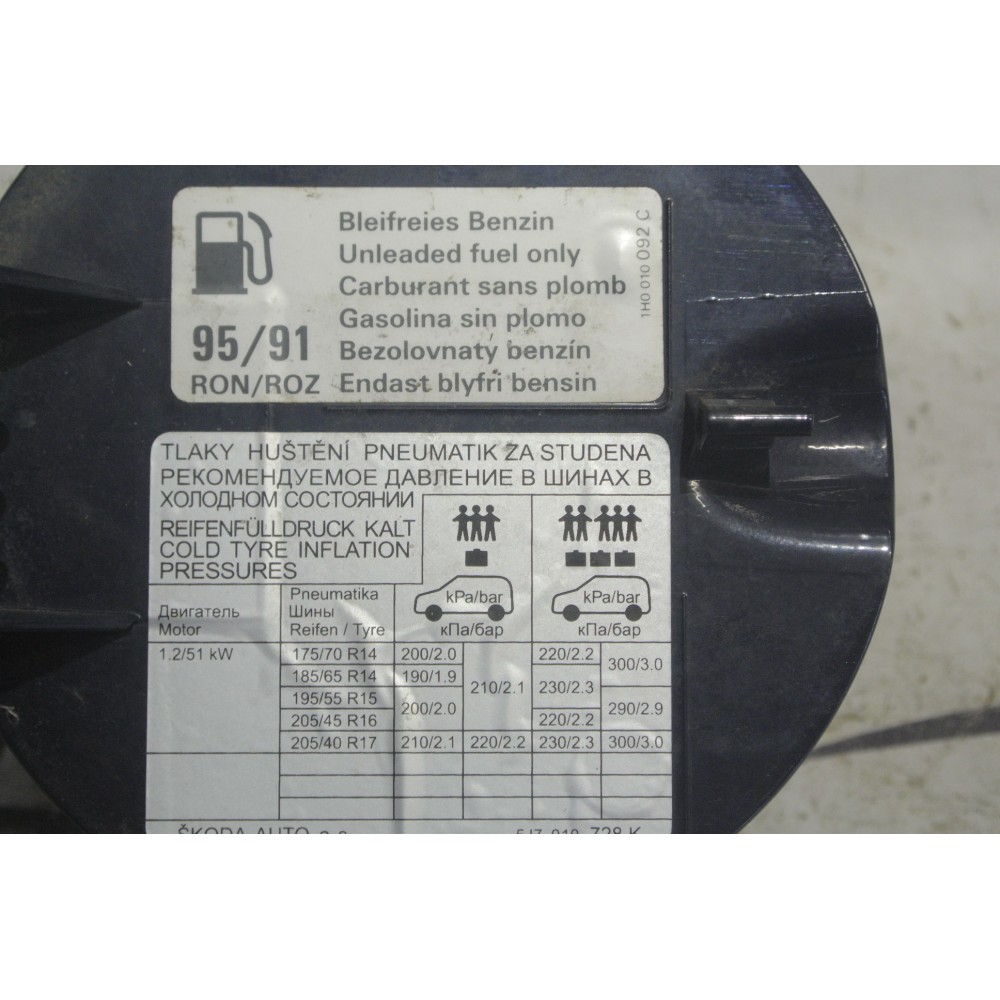 Bleifreies Benzin
Unleaded fuel only
Carburant sans plomb
Gasolina sin plomo
95/91 Bezolovnaty benzín
RON/ROZ Endast blyfri bensin
1H0 010 092 C
TLAKY HUŠTĚNÍ PNEUMATIK ZA STUDENA
РЕКОМЕНДУЕМОЕ ДАВЛЕНИЕ В ШИНАХ В
ХОЛОДНОМ СОСТОЯНИИ
REIFENFÜLLDRUCK KALT
COLD TYRE INFLATION
PRESSURES
Двигатель
Motor
Pneumatika
Шины
Reifen / Tyre
kPa/bar
кПа/бар
kPa/bar
кПа/бар
1.2/51 kW 175/70 R14 200/2.0 220/2.2 300/3.0
185/65 R14 190/1.9 210/2.1 230/2.3
195/55 R15 200/2.0 290/2.9
205/45 R16 220/2.2
205/40 R17 210/2.1 220/2.2 230/2.3 300/3.0
ŠKODA AUTO a.s. 5J7 010 728 K